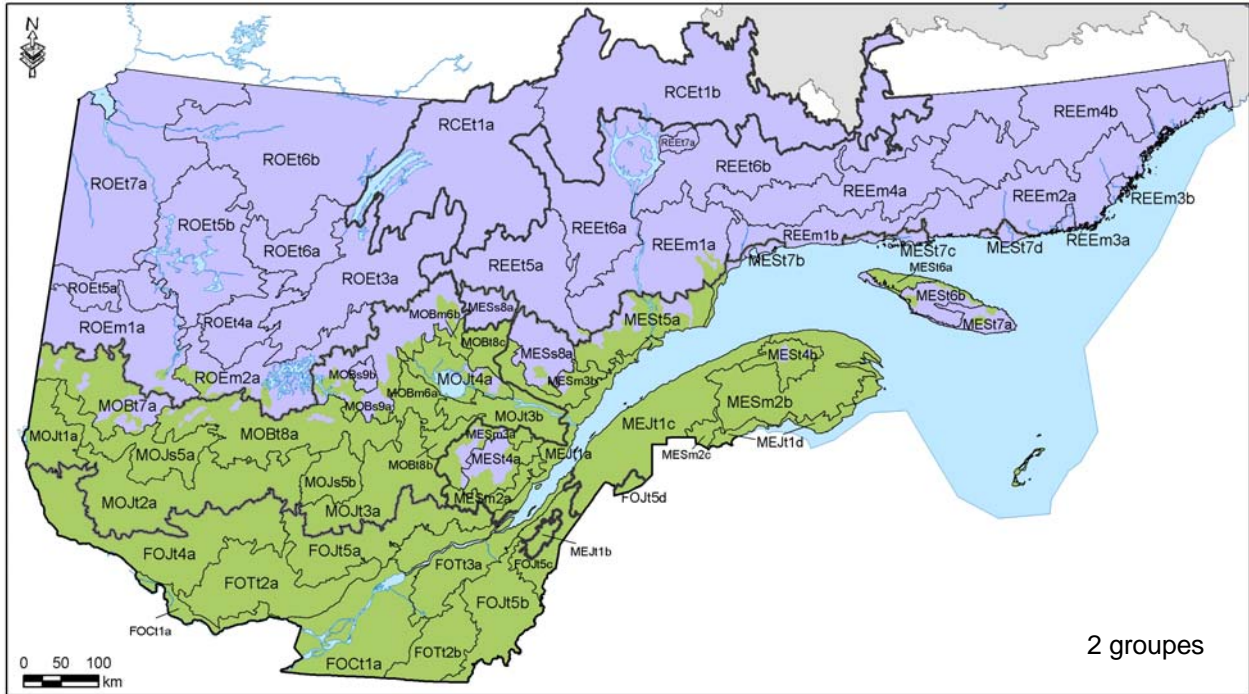 N
RCEt1b
REEm4b
RCEt1a
REEt7a
ROEt6b
REEt6b
ROEt7a
REEm4a
ROEt5b
REEm2a
REEm3b
ROEt6a
REEt6a
REEm1a
REEm1b
REEm3a
MESt7c
MESt7d
MESt7b
REEt5a
ROEt3a
MESt6a
ROEt5a
MESt6b
ROEt4a
MOBm6b
MESs8a
MESt5a
MESt7a
ROEm1a
MOBt8c
MESs8a
MESt4b
ROEm2a
MOBs9b
MOJt4a
MESm3b
MOBm6a
MOBt7a
MOBs9a
MESm2b
MOJt3b
MEJt1c
MOJt1a
MOBt8a
MESm3a
MEJt1d
MOJs5a
MEJt1a
MESm2c
MOBt8b
MESt4a
MOJs5b
MESm2a
FOJt5d
MOJt2a
MOJt3a
MEJt1b
FOJt4a
FOJt5a
FOTt3a
FOJt5c
FOTt2a
FOJt5b
FOCt1a
FOCt1a
FOTt2b
2 groupes
0 50 100
km